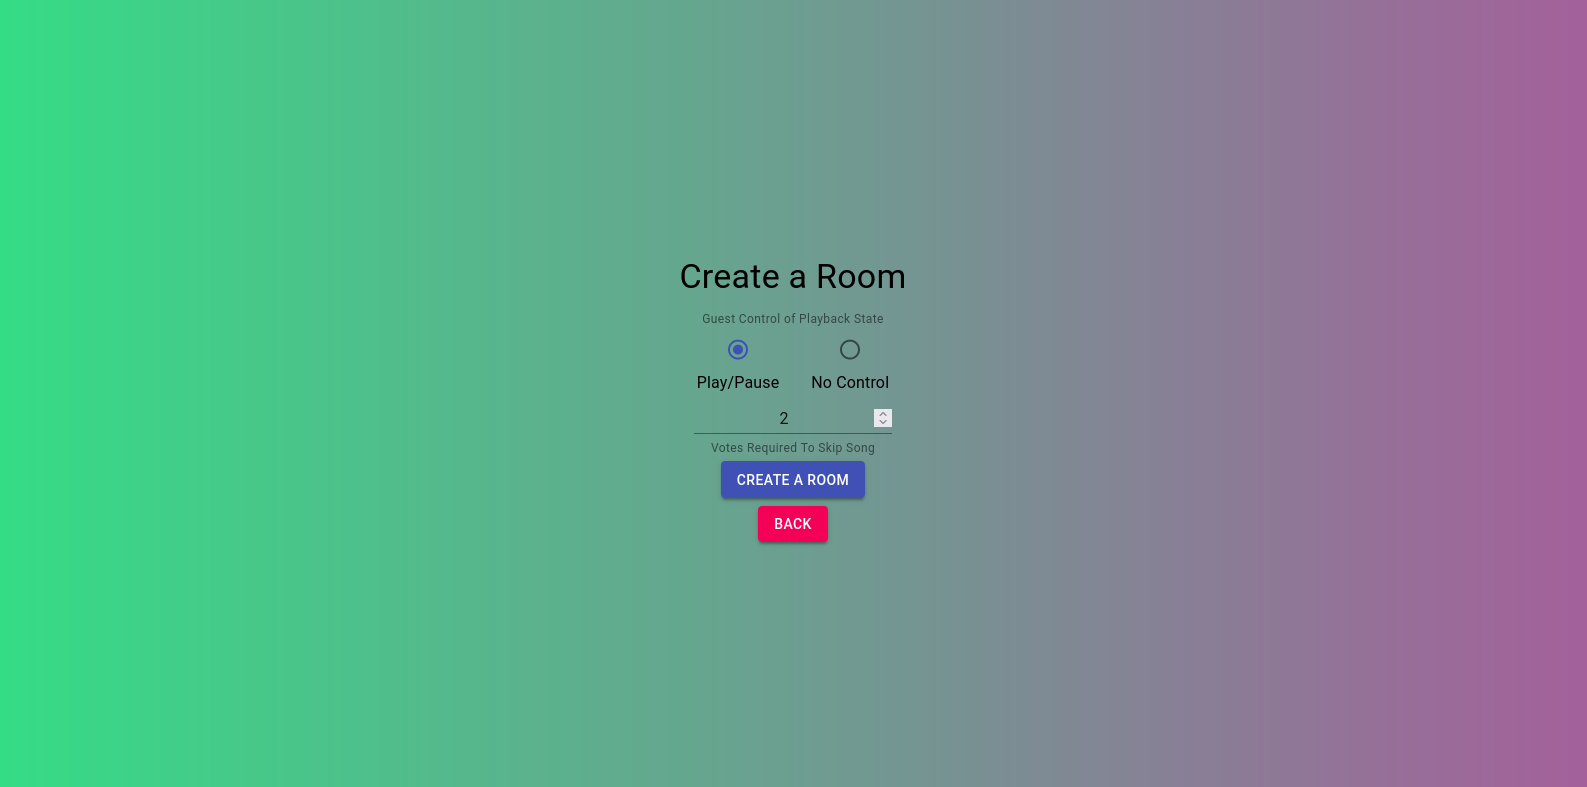 Create a Room
Guest Control of Playback State
Play/Pause No Control
2
Votes Required To Skip Song
CREATE A ROOM
BACK